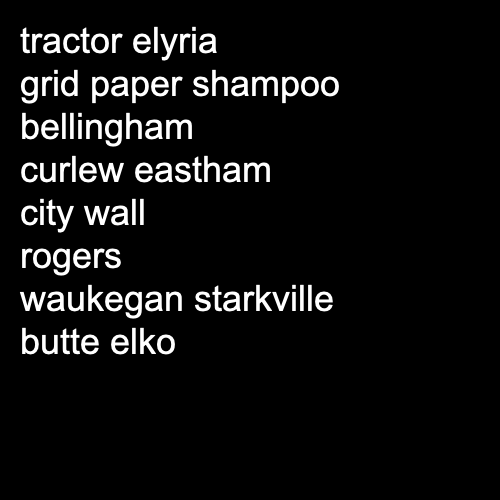 tractor elyria
grid paper shampoo
bellingham
curlew eastham
city wall
rogers
waukegan starkville
butte elko